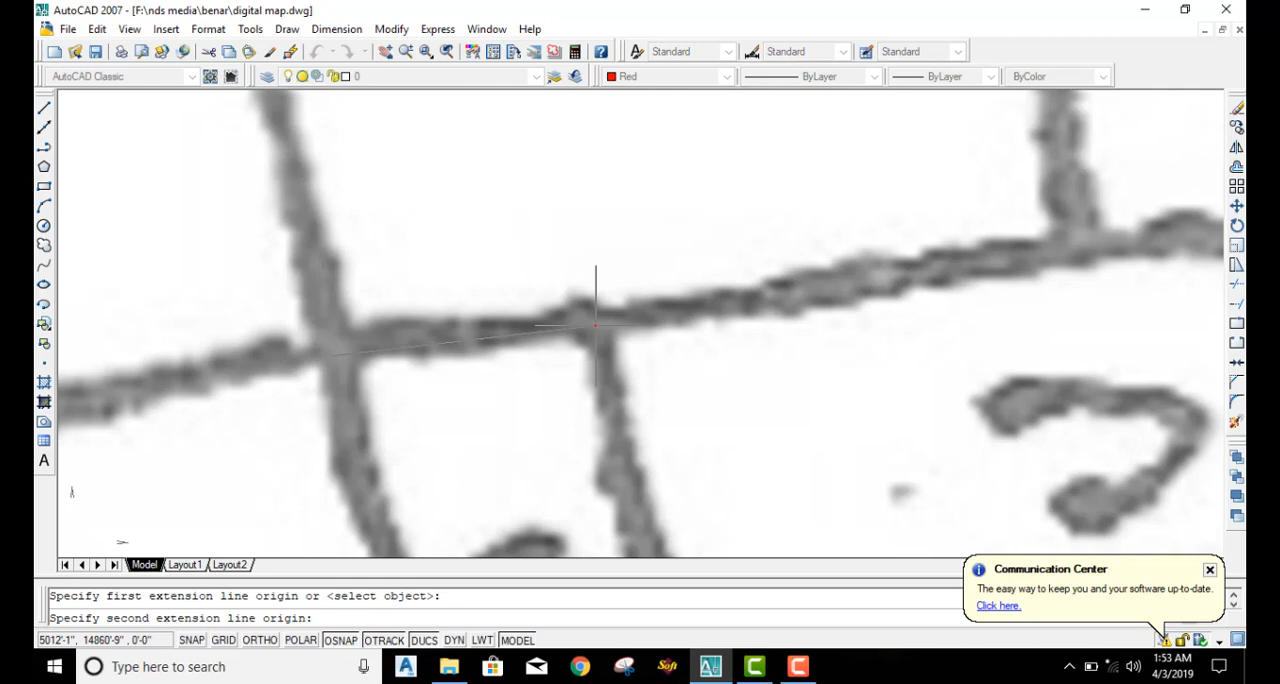 AutoCAD 2007 - [F:\nds media\benar\digital map.dwg]
File Edit View Insert Format Tools Draw Dimension Modify Express Window Help
Standard Standard Standard
AutoCAD Classic 0 Red ByLayer ByLayer ByColor
A
Model Layout1 Layout2
Communication Center
The easy way to keep you and your software up-to-date.
Click here.
Specify first extension line origin or <select object>:
Specify second extension line origin:
5012'-1", 14860'-9" , 0'-0" SNAP GRID ORTHO POLAR OSNAP OTRACK DUCS DYN LWT MODEL
Type here to search
Soft
1:53 AM
4/3/2019